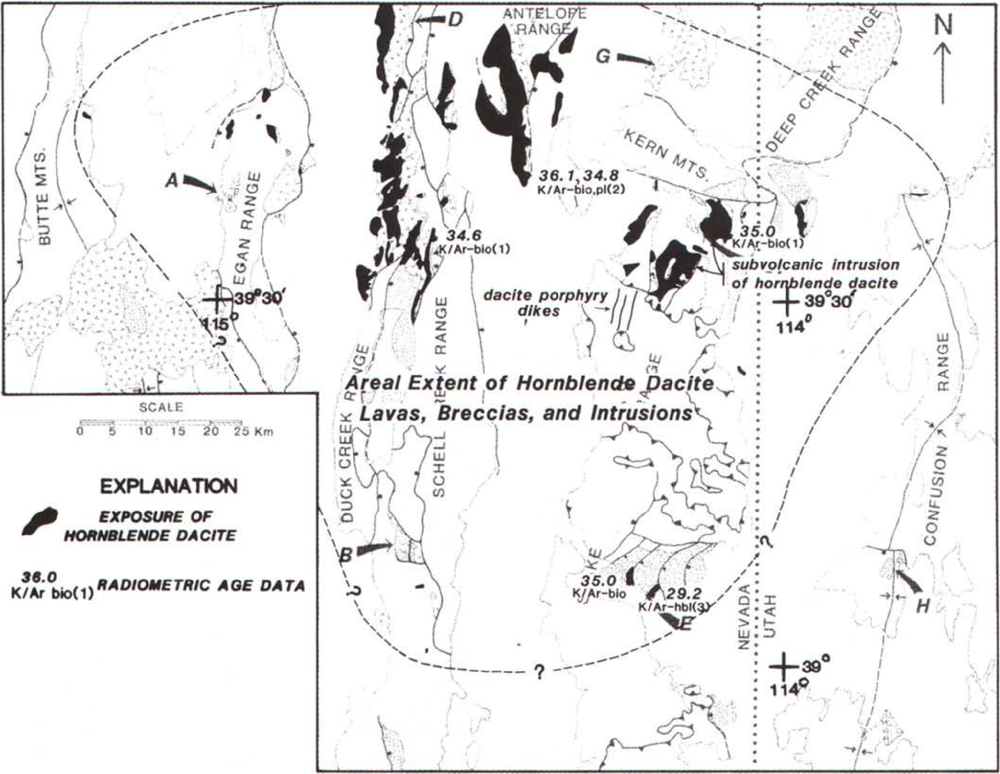 ANTELOPE
RANGE
D
G
N
DEEP CREEK RANGE
KERN MTS.
BUTTE MTS.
A
EGAN RANGE
36.1, 34.8
K/Ar-bio,pl(2)
34.6
K/Ar-bio(1)
35.0
K/Ar-bio(1)
subvolcanic intrusion
of hornblende dacite
dacite porphyry
dikes
39°30′
115°
?
39°30′
114°
Areal Extent of Hornblende Dacite
Lavas, Breccias, and Intrusions
DUCK CREEK RANGE
SCHELL
EK RANGE
AGE
CONFUSION RANGE
SCALE
0 5 10 15 20 25 Km
EXPLANATION
EXPOSURE OF
HORNBLENDE DACITE
36.0
K/Ar bio(1) RADIOMETRIC AGE DATA
B
?
KE
35.0
K/Ar-bio
29.2
K/Ar-hbl(3)
E
?
NEVADA
UTAH
H
39°
114°
?